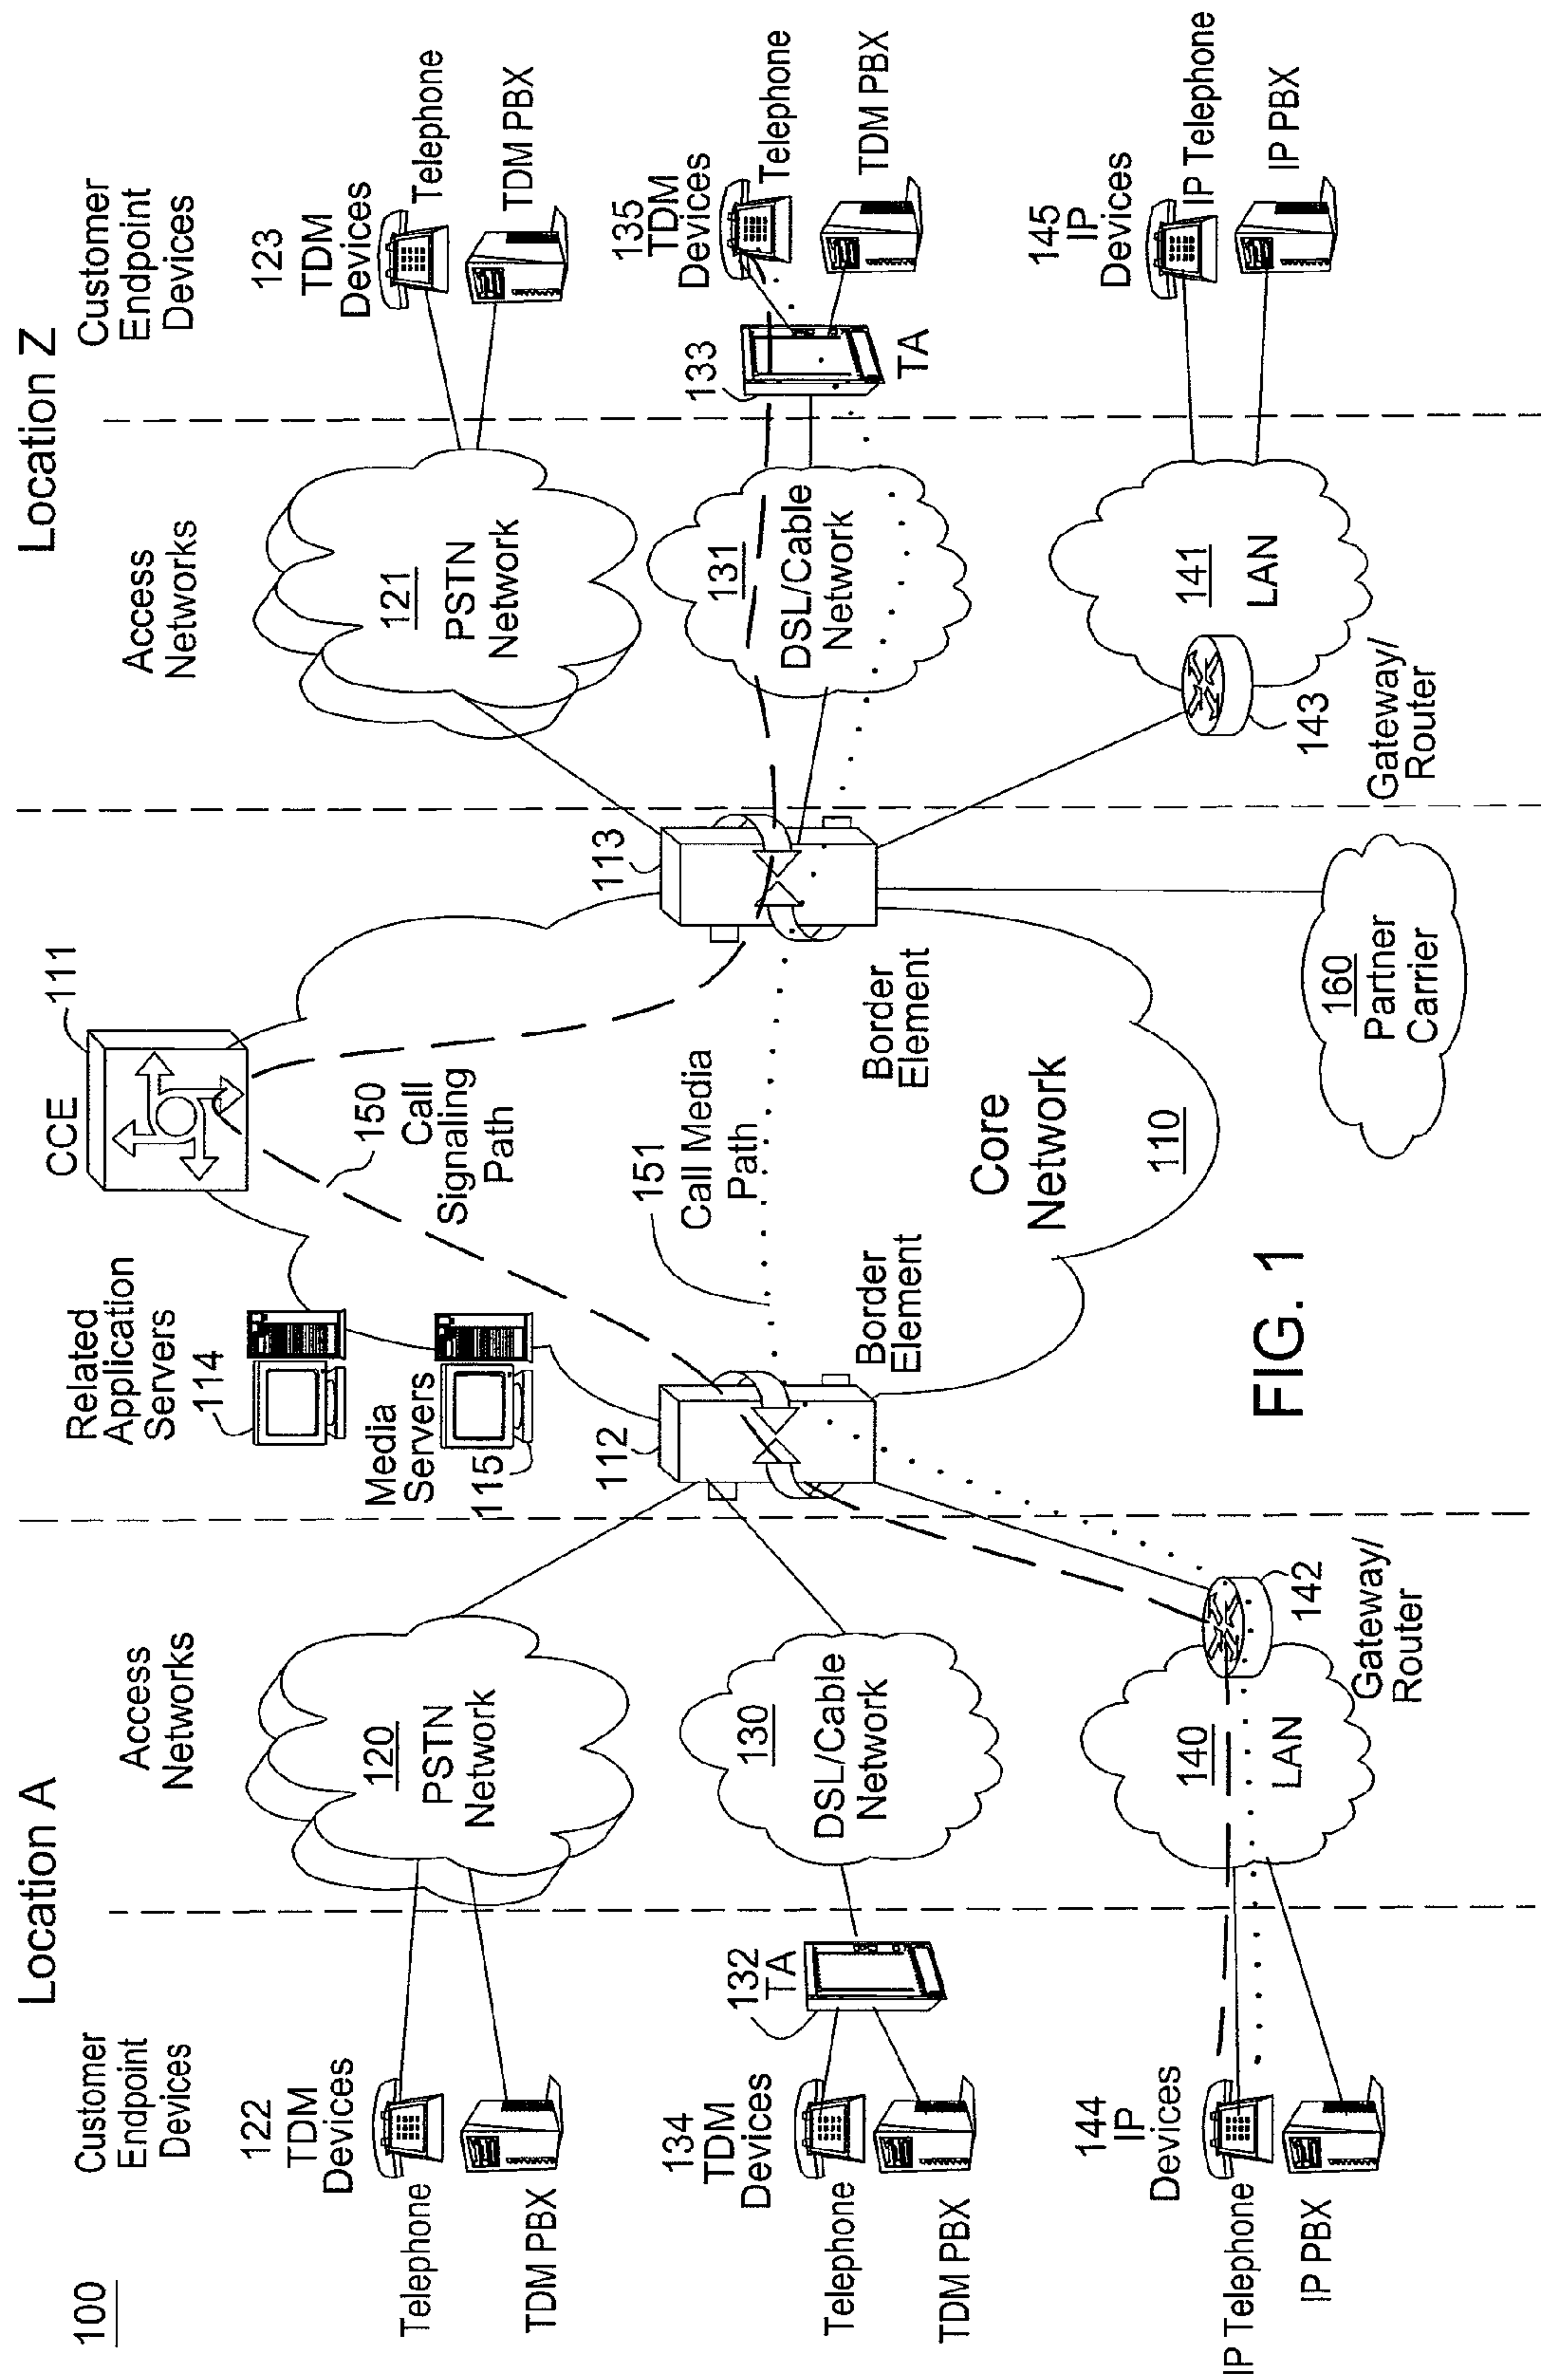 100
Location A
Location Z
Customer
Endpoint
Devices
Access
Networks
Related
Application
Servers
114
CCE
111
Access
Networks
Customer
Endpoint
Devices
122
TDM
Devices
Telephone
TDM PBX
120
PSTN
Network
Media
Servers
115
150
Call
Signaling
Path
121
PSTN
Network
123
TDM
Devices
Telephone
TDM PBX
134
TDM
Devices
Telephone
TDM PBX
132
TA
130
DSL/Cable
Network
112
Border
Element
151
Call Media
Path
113
Border
Element
131
DSL/Cable
Network
133
TA
135
TDM
Devices
Telephone
TDM PBX
144
IP
Devices
IP Telephone
IP PBX
140
LAN
142
Gateway/
Router
Core
Network
110
160
Partner
Carrier
143
Gateway/
Router
141
LAN
145
IP
Devices
IP Telephone
IP PBX
FIG. 1